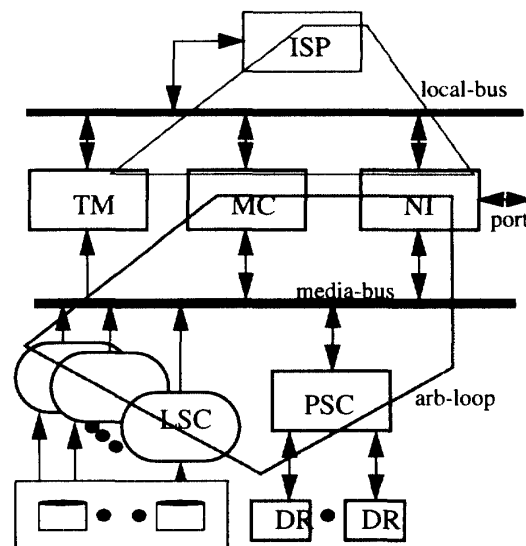 ISP
local-bus
TM
MC
NI
port
media-bus
LSC
PSC
arb-loop
DR
DR